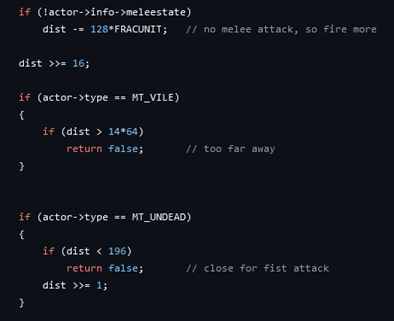 if (!actor->info->meleestate)
    dist -= 128*FRACUNIT;   // no melee attack, so fire more
dist >>= 16;
if (actor->type == MT_VILE)
{
    if (dist > 14*64)
        return false;       // too far away
}
if (actor->type == MT_UNDEAD)
{
    if (dist < 196)
        return false;       // close for fist attack
    dist >>= 1;
}